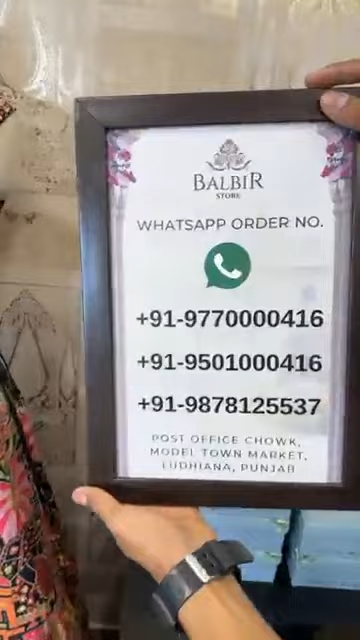 BALBIR
STORE
WHATSAPP ORDER NO.
+91-9770000416
+91-9501000416
+91-9878125537
POST OFFICE CHOWK,
MODEL TOWN MARKET,
LUDHIANA, PUNJAB